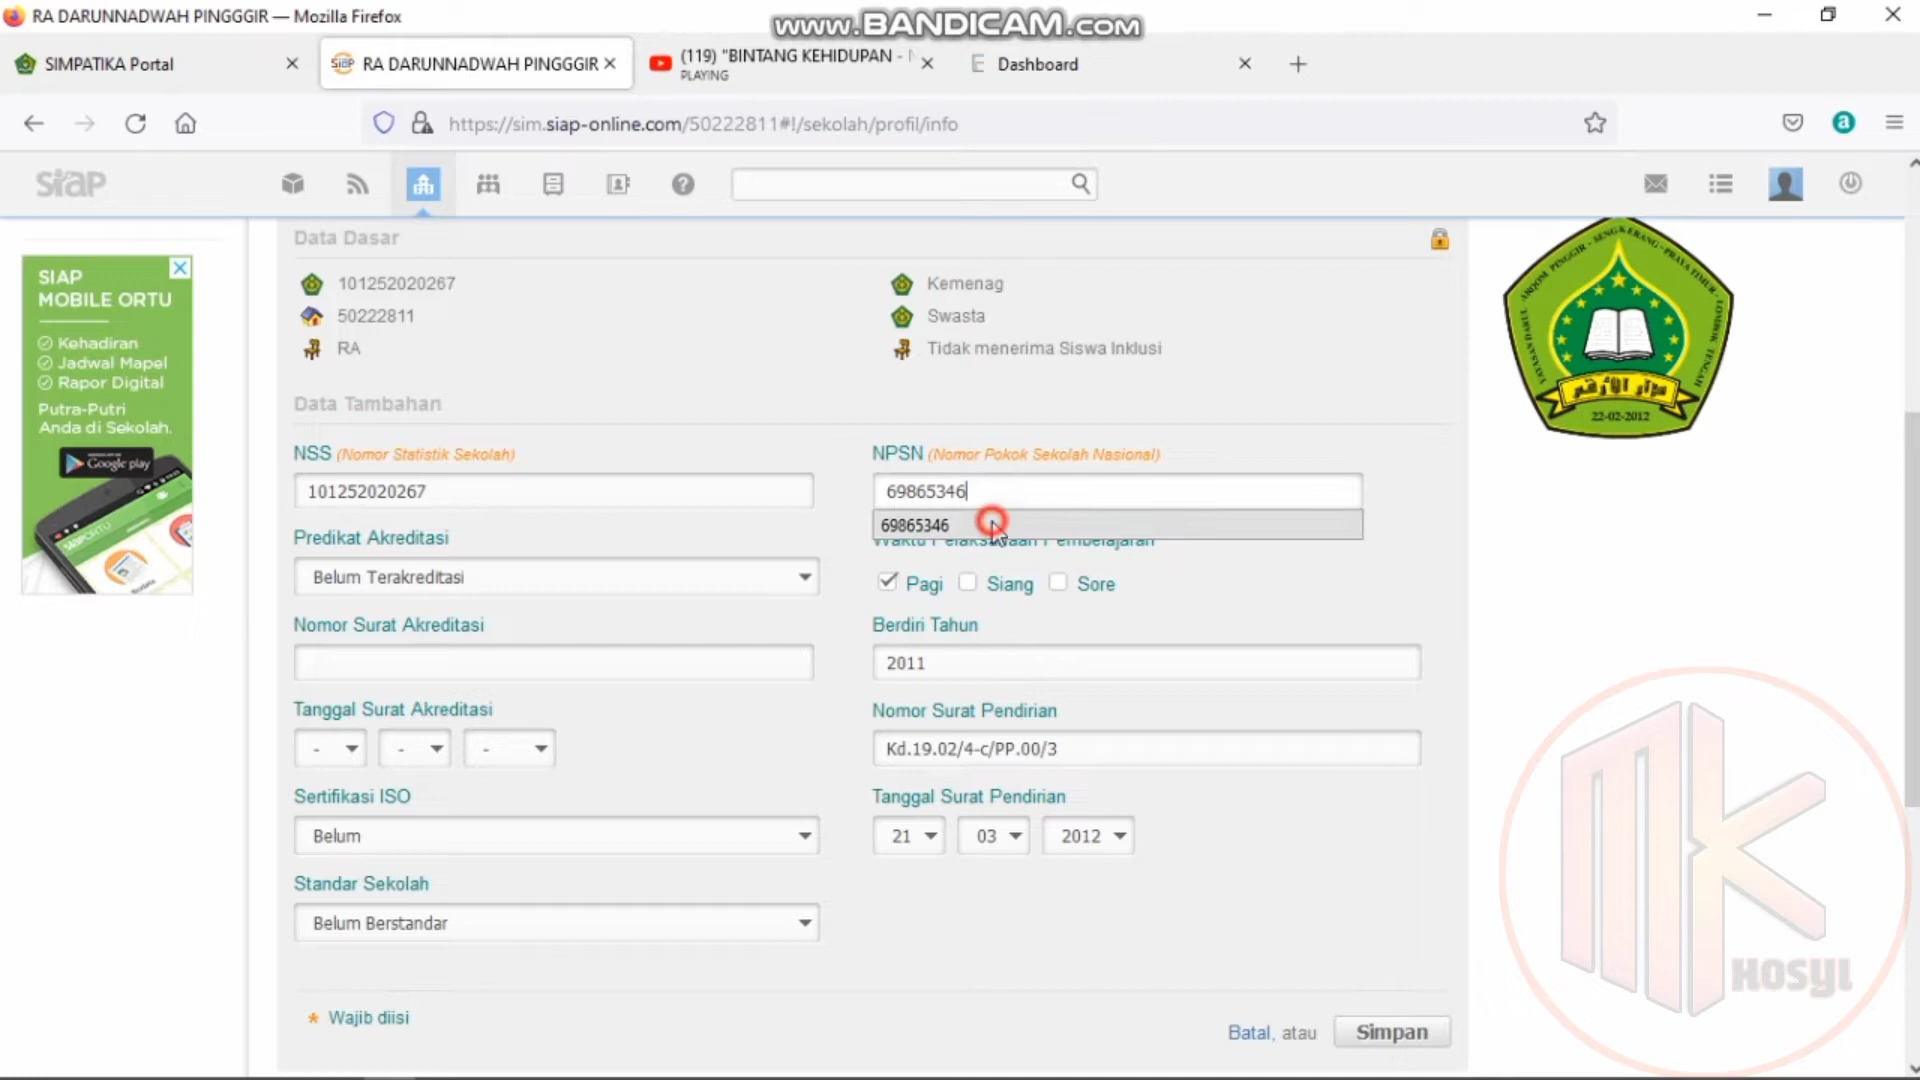 RA DARUNNADWAH PINGGGIR — Mozilla Firefox
www.BANDICAM.com
SIMPATIKA Portal
RA DARUNNADWAH PINGGGIR
(119) "BINTANG KEHIDUPAN -
PLAYING
Dashboard
https://sim.siap-online.com/50222811#!/sekolah/profil/info
siap
Data Dasar
101252020267
Kemenag
50222811
Swasta
RA
Tidak menerima Siswa Inklusi
SIAP
MOBILE ORTU
Kehadiran
Jadwal Mapel
Rapor Digital
Putra-Putri
Anda di Sekolah.
Google play
22-02-2012
Data Tambahan
NSS (Nomor Statistik Sekolah)
NPSN (Nomor Pokok Sekolah Nasional)
101252020267
69865346
69865346
Predikat Akreditasi
Waktu Pelaksanaan Pembelajaran
Belum Terakreditasi
Pagi
Siang
Sore
Nomor Surat Akreditasi
Berdiri Tahun
2011
Tanggal Surat Akreditasi
Nomor Surat Pendirian
- - -
Kd.19.02/4-c/PP.00/3
Sertifikasi ISO
Tanggal Surat Pendirian
Belum
21 03 2012
Standar Sekolah
Belum Berstandar
* Wajib diisi
Batal, atau Simpan
MK
HOSYI